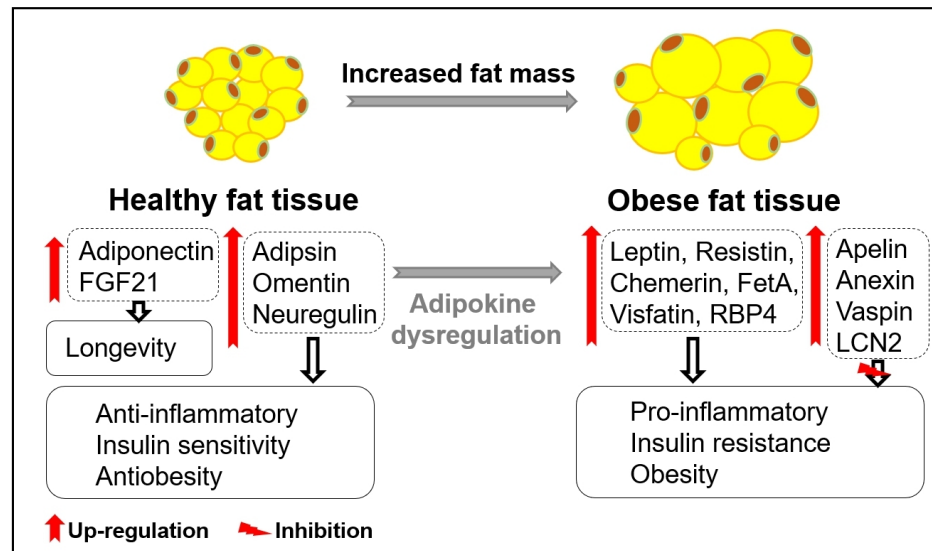 Increased fat mass
Healthy fat tissue
Obese fat tissue
Adiponectin
FGF21
Adipsin
Omentin
Neuregulin
Longevity
Anti-inflammatory
Insulin sensitivity
Antiobesity
Adipokine
dysregulation
Leptin, Resistin,
Chemerin, FetA,
Visfatin, RBP4
Apelin
Anexin
Vaspin
LCN2
Pro-inflammatory
Insulin resistance
Obesity
Up-regulation
Inhibition